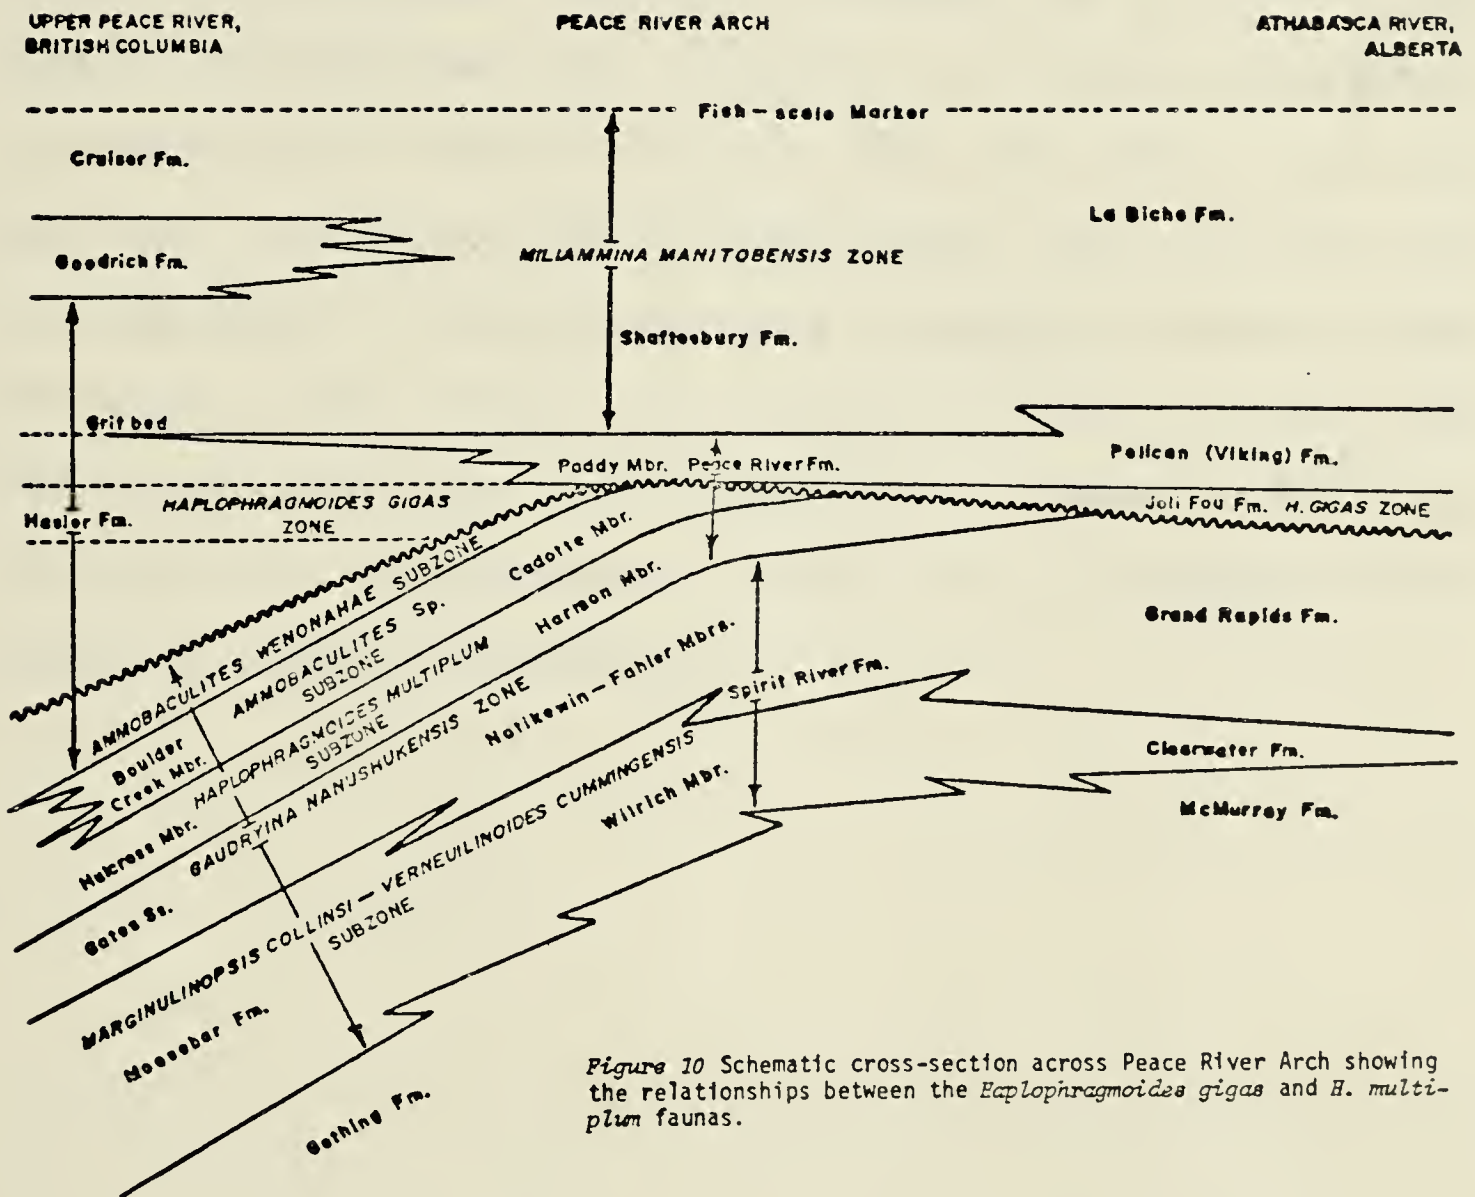 UPPER PEACE RIVER,
BRITISH COLUMBIA
PEACE RIVER ARCH
ATHABASCA RIVER,
ALBERTA
Fish-scale Marker
Cruiser Fm.
La Biche Fm.
Goodrich Fm.
MILIAMMINA MANITOBENSIS ZONE
Shaftesbury Fm.
Grit bed
Paddy Mbr. Peace River Fm.
Pelican (Viking) Fm.
HAPLOPHRAGMOIDES GIGAS
ZONE
Hasler Fm.
Joli Fou Fm. H. GIGAS ZONE
AMMOBACULITES WENONAHAE SUBZONE
Cadotte Mbr.
AMMOBACULITES Sp.
SUBZONE
Harmon Mbr.
Boulder
Creek Mbr.
HAPLOPHRAGMOIDES MULTIPLUM
SUBZONE
Grand Rapids Fm.
Notikewin-Fahler Mbrs.
Spirit River Fm.
Hulcross Mbr.
GAUDRYINA NANUSHUKENSIS ZONE
Clearwater Fm.
Wilrich Mbr.
McMurray Fm.
Gates Ss.
MARGINULINOPSIS COLLINSI - VERNEUILINOIDES CUMMINGENSIS
SUBZONE
Moosebar Fm.
Gething Fm.
Figure 10 Schematic cross-section across Peace River Arch showing
the relationships between the Haplophragmoides gigas and H. multi-
plum faunas.